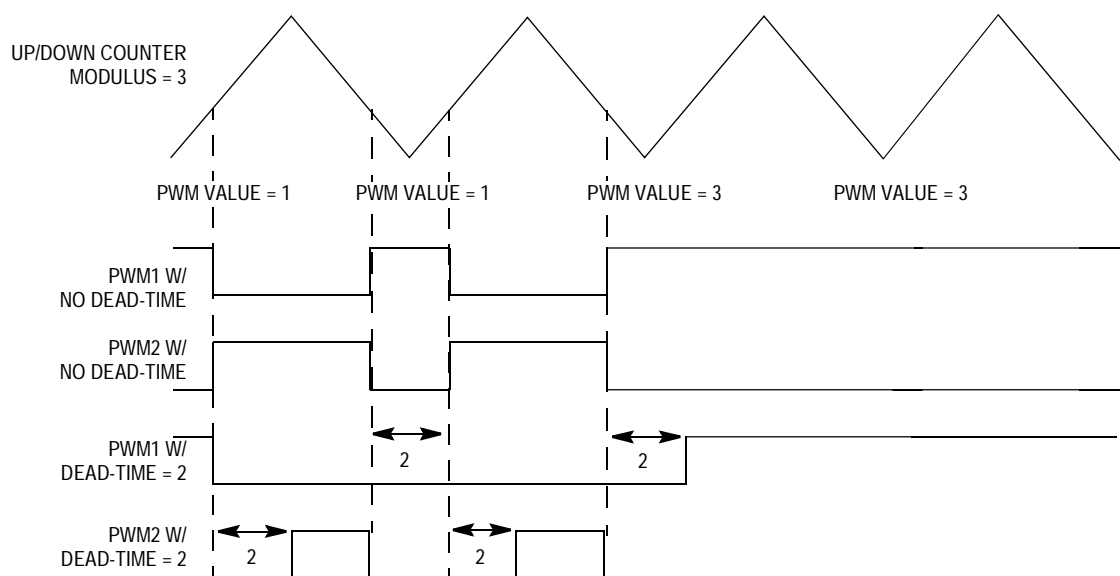 UP/DOWN COUNTER
MODULUS = 3
PWM VALUE = 1
PWM VALUE = 1
PWM VALUE = 3
PWM VALUE = 3
PWM1 W/
NO DEAD-TIME
PWM2 W/
NO DEAD-TIME
PWM1 W/
DEAD-TIME = 2
2
2
PWM2 W/
DEAD-TIME = 2
2
2